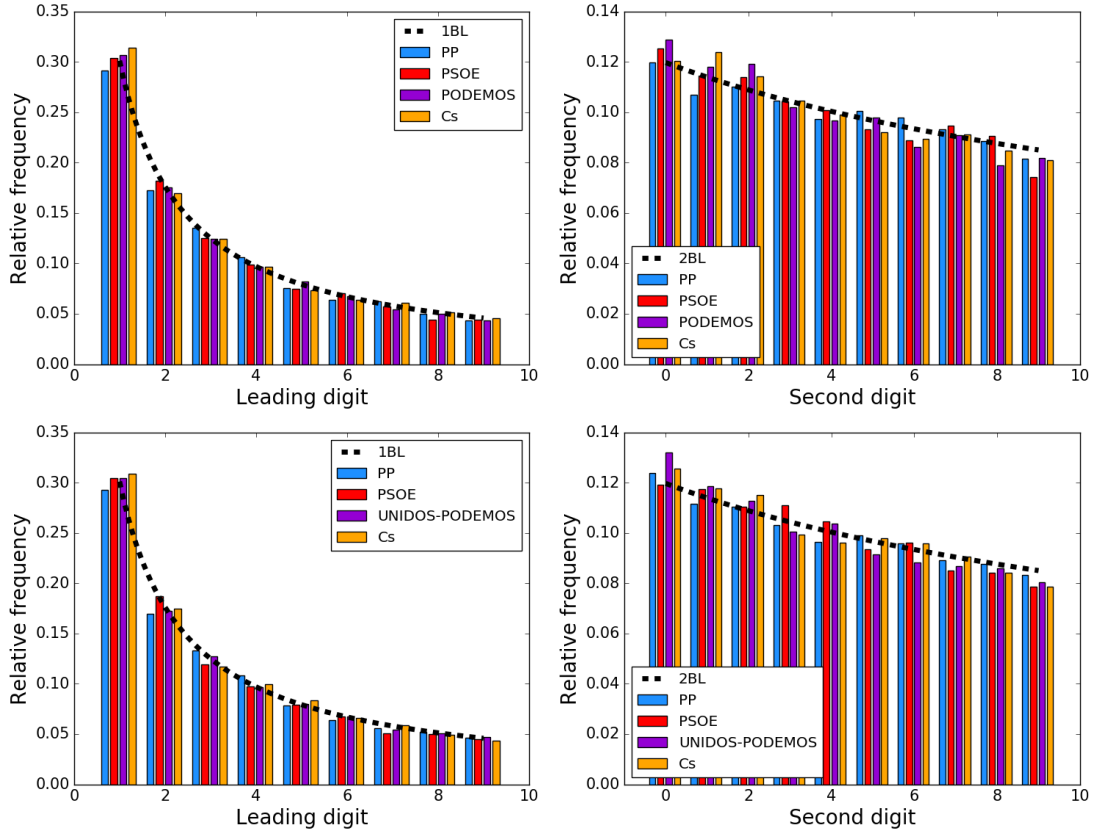 0.35
0.30
0.25
0.20
0.15
0.10
0.05
0.00
Relative frequency
1BL
PP
PSOE
PODEMOS
Cs
0 2 4 6 8 10
Leading digit
0.14
0.12
0.10
0.08
0.06
0.04
0.02
0.00
Relative frequency
2BL
PP
PSOE
PODEMOS
Cs
0 2 4 6 8 10
Second digit
0.35
0.30
0.25
0.20
0.15
0.10
0.05
0.00
Relative frequency
1BL
PP
PSOE
UNIDOS-PODEMOS
Cs
0 2 4 6 8 10
Leading digit
0.14
0.12
0.10
0.08
0.06
0.04
0.02
0.00
Relative frequency
2BL
PP
PSOE
UNIDOS-PODEMOS
Cs
0 2 4 6 8 10
Second digit